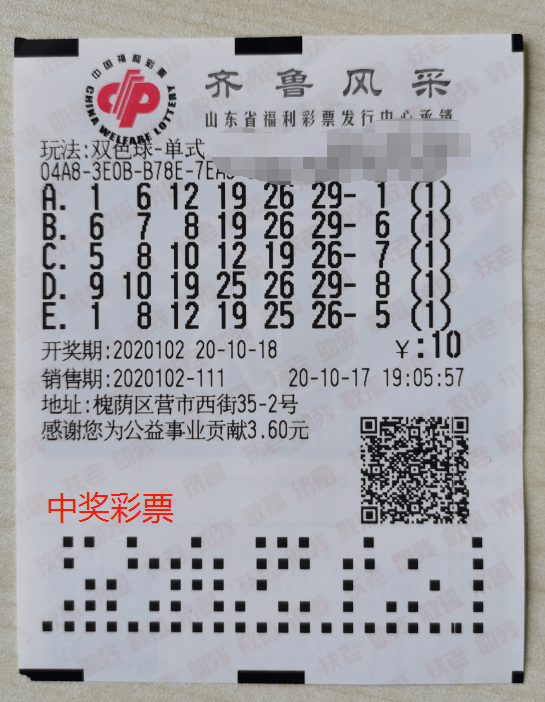 中国福利彩票
CHINA WELFARE LOTTERY
齐鲁风采
山东省福利彩票发行中心承销
玩法:双色球-单式
04A8-3E0B-B78E-7EA
A. 1 6 12 19 26 29- 1 (1)
B. 6 7 8 19 26 29- 6 (1)
C. 5 8 10 12 19 26- 7 (1)
D. 9 10 19 25 26 29- 8 (1)
E. 1 8 12 19 25 26- 5 (1)
开奖期:2020102 20-10-18 ¥:10
销售期:2020102-111 20-10-17 19:05:57
地址:槐荫区营市西街35-2号
感谢您为公益事业贡献3.60元
中奖彩票